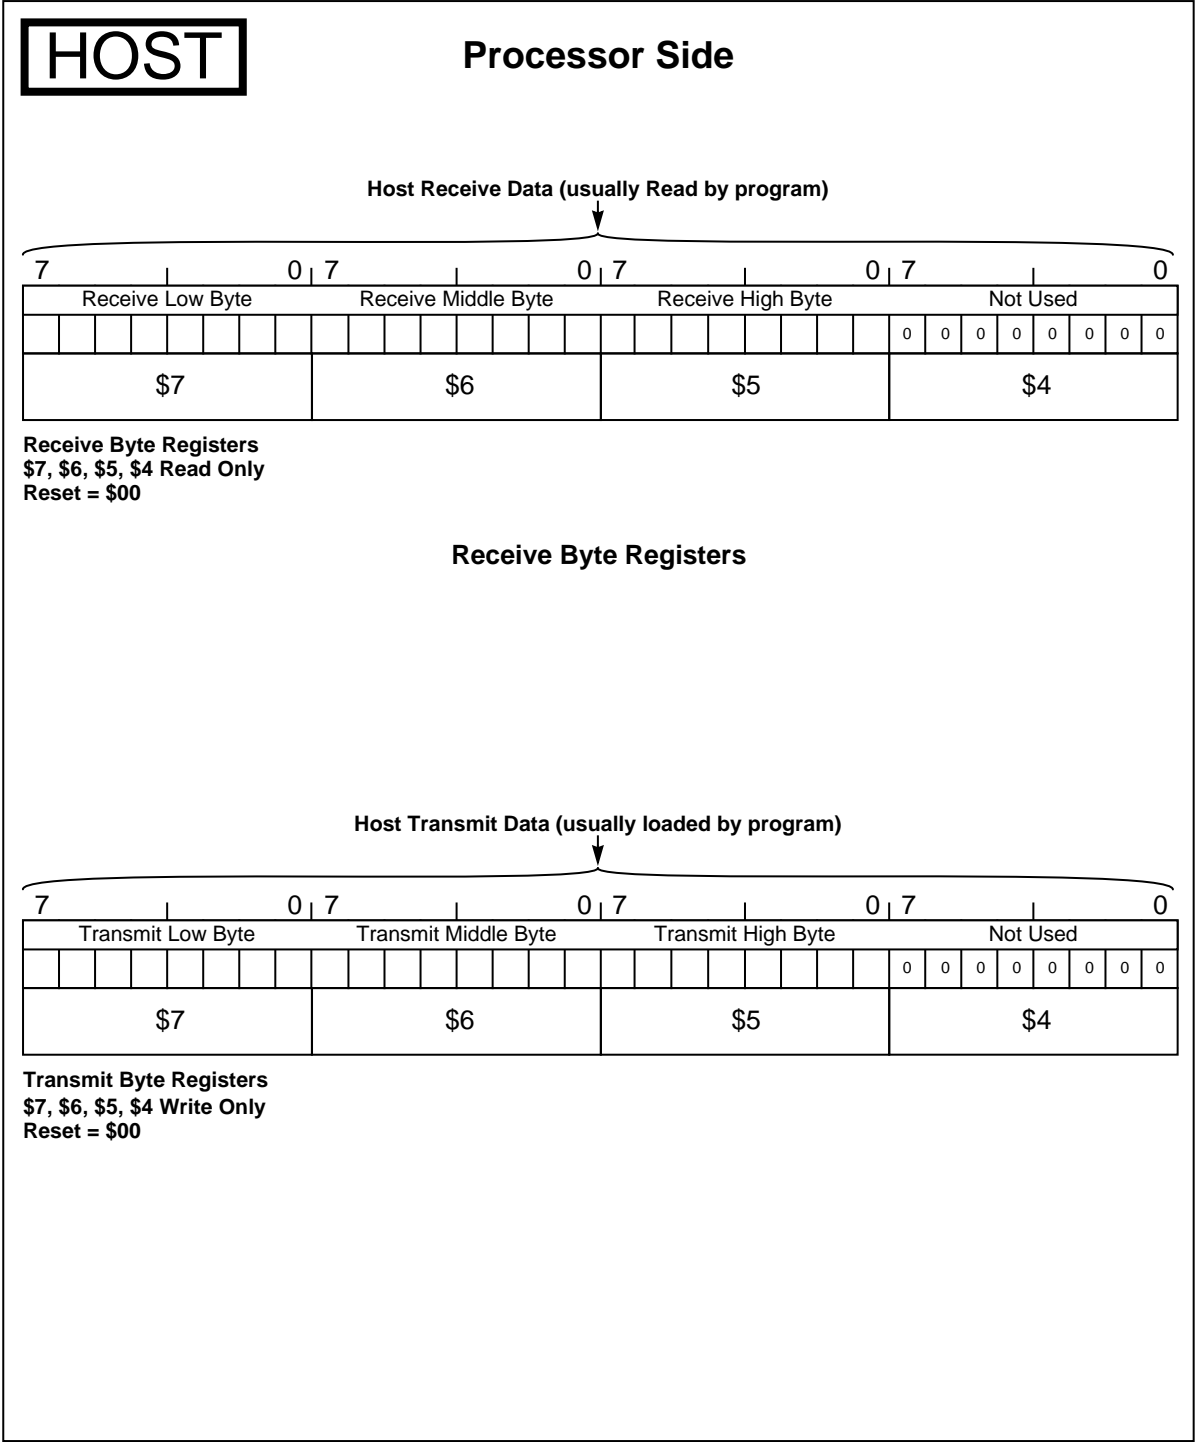 HOST
Processor Side
Host Receive Data (usually Read by program)
7 0 7 0 7 0 7 0
Receive Low Byte Receive Middle Byte Receive High Byte Not Used
0 0 0 0 0 0 0 0
$7 $6 $5 $4
Receive Byte Registers
$7, $6, $5, $4 Read Only
Reset = $00
Receive Byte Registers
Host Transmit Data (usually loaded by program)
7 0 7 0 7 0 7 0
Transmit Low Byte Transmit Middle Byte Transmit High Byte Not Used
0 0 0 0 0 0 0 0
$7 $6 $5 $4
Transmit Byte Registers
$7, $6, $5, $4 Write Only
Reset = $00